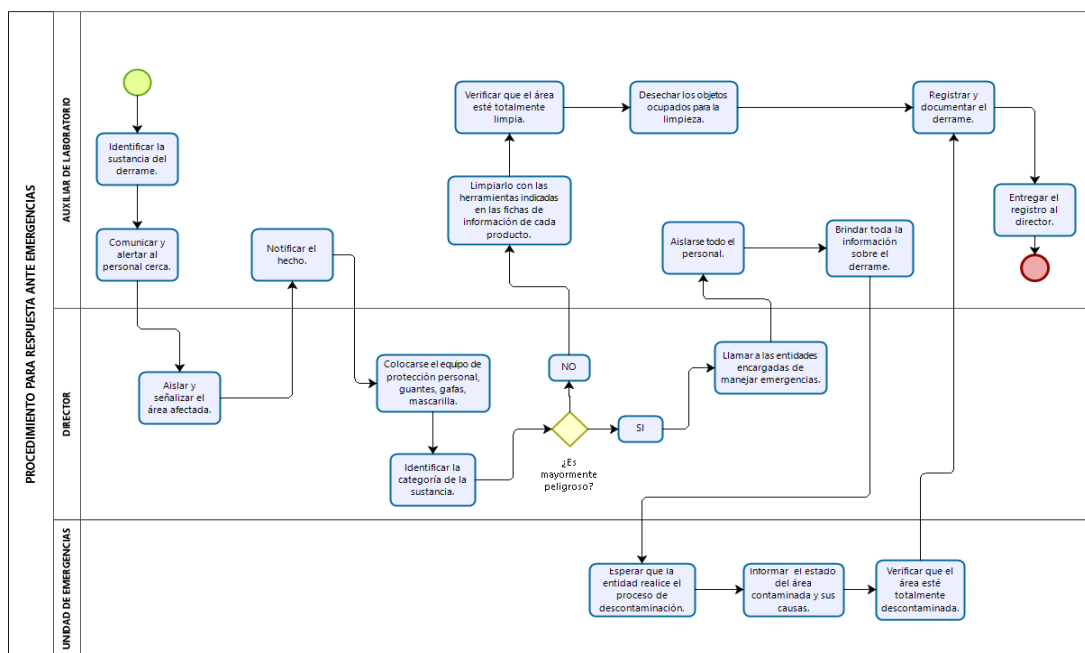 PROCEDIMIENTO PARA RESPUESTA ANTE EMERGENCIAS
AUXILIAR DE LABORATORIO
Identificar la
sustancia del
derrame.
Comunicar y
alertar al
personal cerca.
Notificar el
hecho.
Verificar que el área
esté totalmente
limpia.
Desechar los objetos
ocupados para la
limpieza.
Registrar y
documentar el
derrame.
Limpiarlo con las
herramientas indicadas
en las fichas de
información de cada
producto.
Aislarse todo el
personal.
Brindar toda la
información sobre el
derrame.
Entregar el
registro al
director.
DIRECTOR
Aislar y
señalizar el
área afectada.
Colocarse el equipo de
protección personal,
guantes, gafas,
mascarilla.
Identificar la
categoría de la
sustancia.
¿Es
mayormente
peligroso?
NO
SI
Llamar a las entidades
encargadas de
manejar emergencias.
UNIDAD DE EMERGENCIAS
Esperar que la
entidad realice el
proceso de
descontaminación.
Informar el estado
del área
contaminada y sus
causas.
Verificar que el
área esté
totalmente
descontaminada.